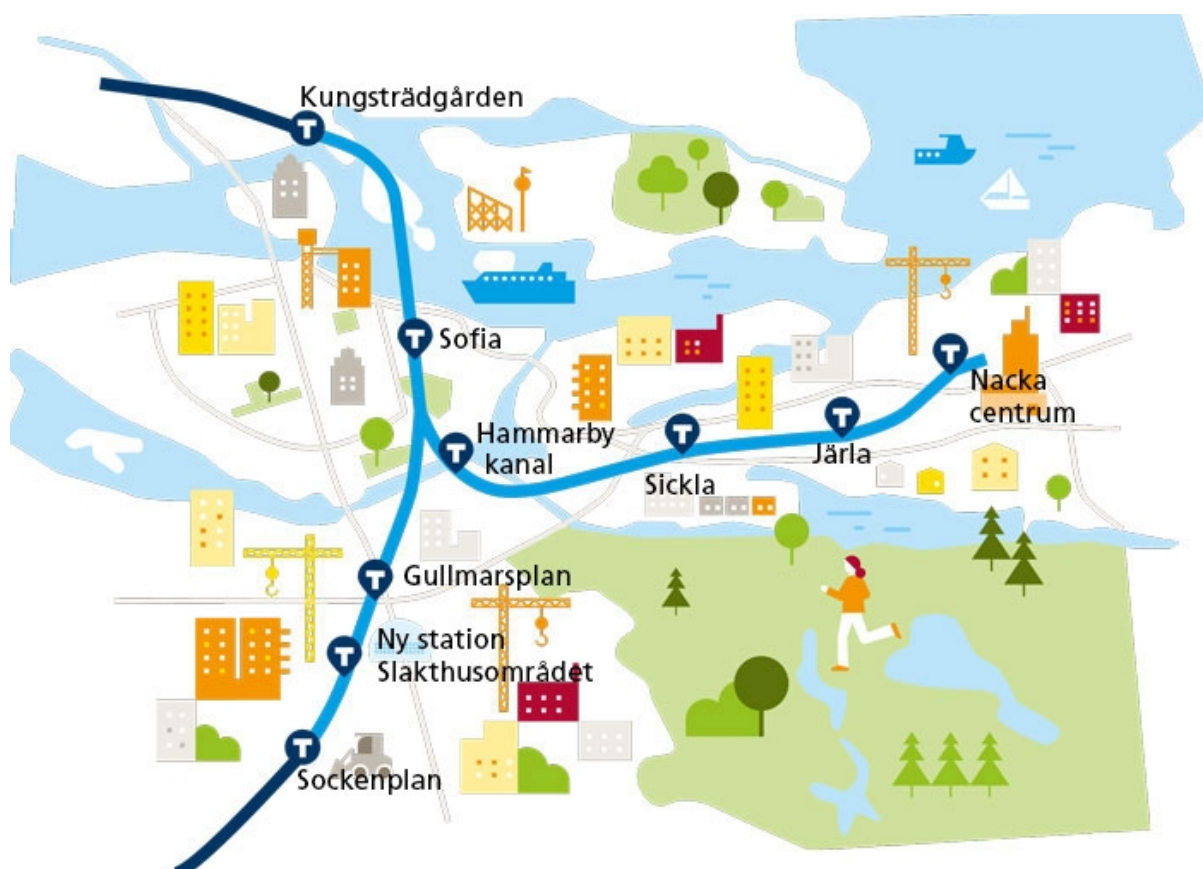 Kungsträdgården
Sofia
Hammarby
kanal
Sickla
Järla
Nacka
centrum
Gullmarsplan
Ny station
Slakthusområdet
Sockenplan
T
T
T
T
T
T
T
T
T